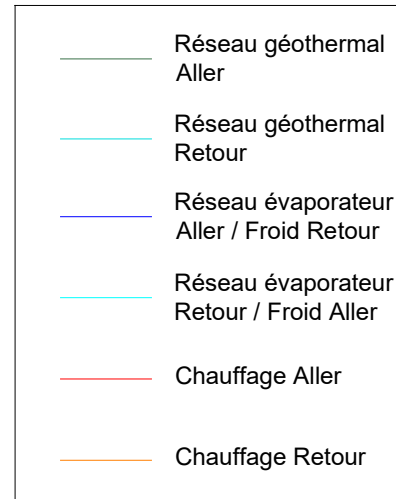 Réseau géothermal
Aller
Réseau géothermal
Retour
Réseau évaporateur
Aller / Froid Retour
Réseau évaporateur
Retour / Froid Aller
Chauffage Aller
Chauffage Retour